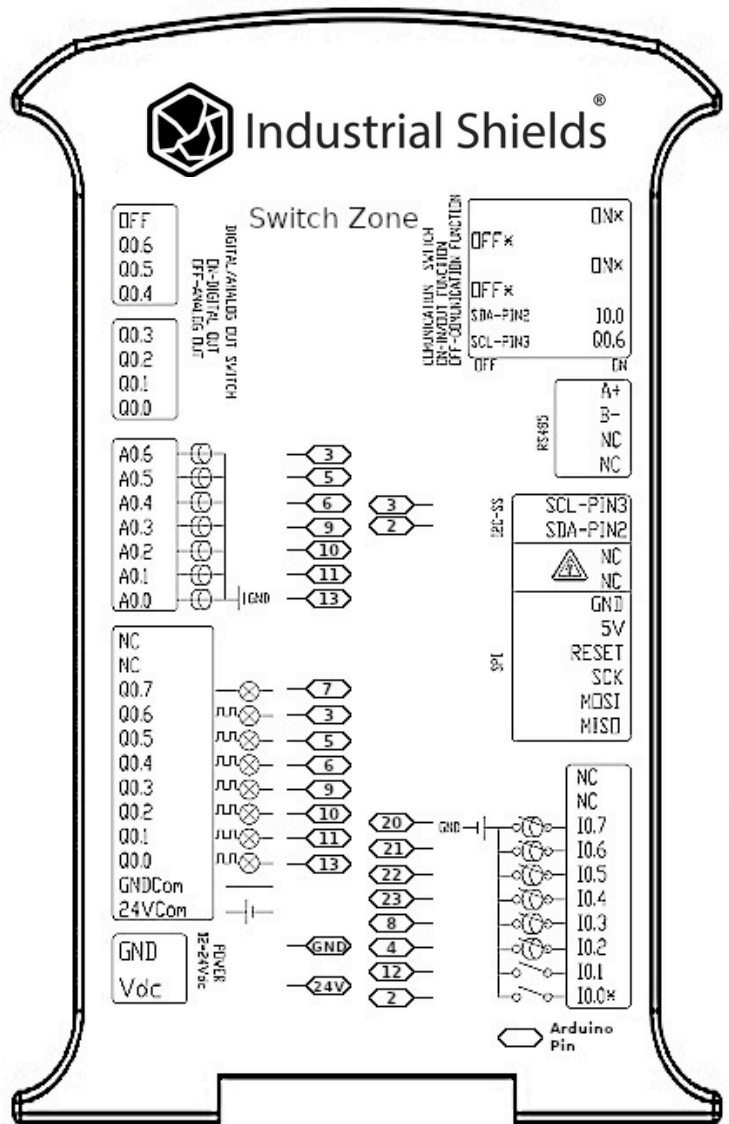 Industrial Shields®
Switch Zone
OFF
Q0.6
Q0.5
Q0.4
Q0.3
Q0.2
Q0.1
Q0.0
DIGITAL/ANALOG OUT SWITCH
ON-DIGITAL OUT
OFF-ANALOG OUT
COMUNICATION SWITCH
ON-IN/OUT FUNCTION
OFF-COMUNICATION FUNCTION
ON*
OFF*
ON*
OFF*
SDA-PIN2 I0.0
SCL-PIN3 Q0.6
OFF ON
RS485
A+
B-
NC
NC
A0.6 3
A0.5 5
A0.4 6
A0.3 9
A0.2 10
A0.1 11
A0.0 GND 13
I2C-SS
3 SCL-PIN3
2 SDA-PIN2
NC
NC
SPI
GND
5V
RESET
SCK
MOSI
MISO
NC
NC
Q0.7 7
Q0.6 3
Q0.5 5
Q0.4 6
Q0.3 9
Q0.2 10
Q0.1 11
Q0.0 13
GNDCom
24VCom
GND GND
Vdc 24V
POWER
12-24Vdc
NC
NC
20 GND I0.7
21 I0.6
22 I0.5
23 I0.4
8 I0.3
4 I0.2
12 I0.1
2 I0.0*
Arduino
Pin